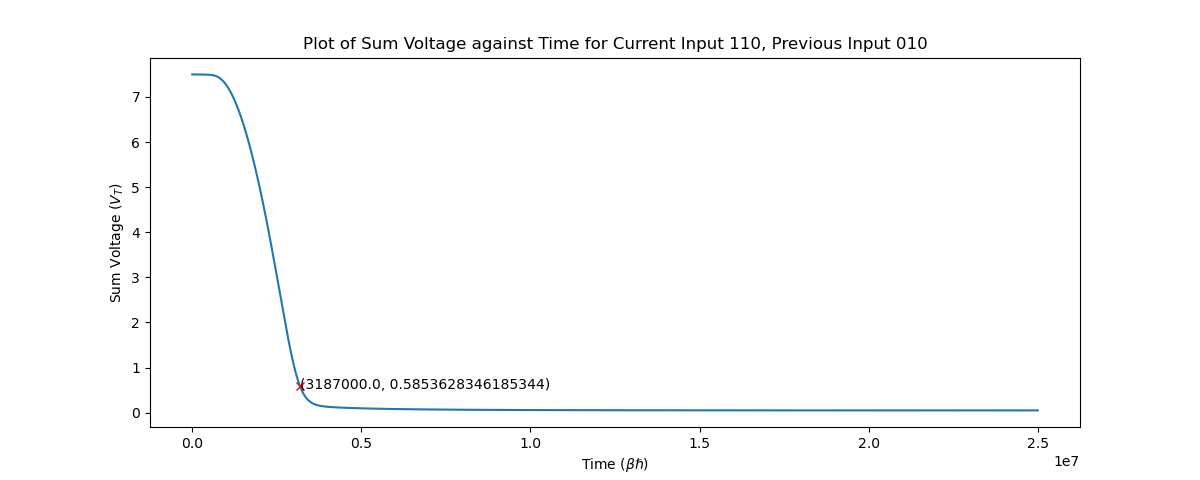 Plot of Sum Voltage against Time for Current Input 110, Previous Input 010
7
6
5
4
3
2
1
0
Sum Voltage (V_T)
(3187000.0, 0.5853628346185344)
0.0 0.5 1.0 1.5 2.0 2.5
1e7
Time (βℏ)